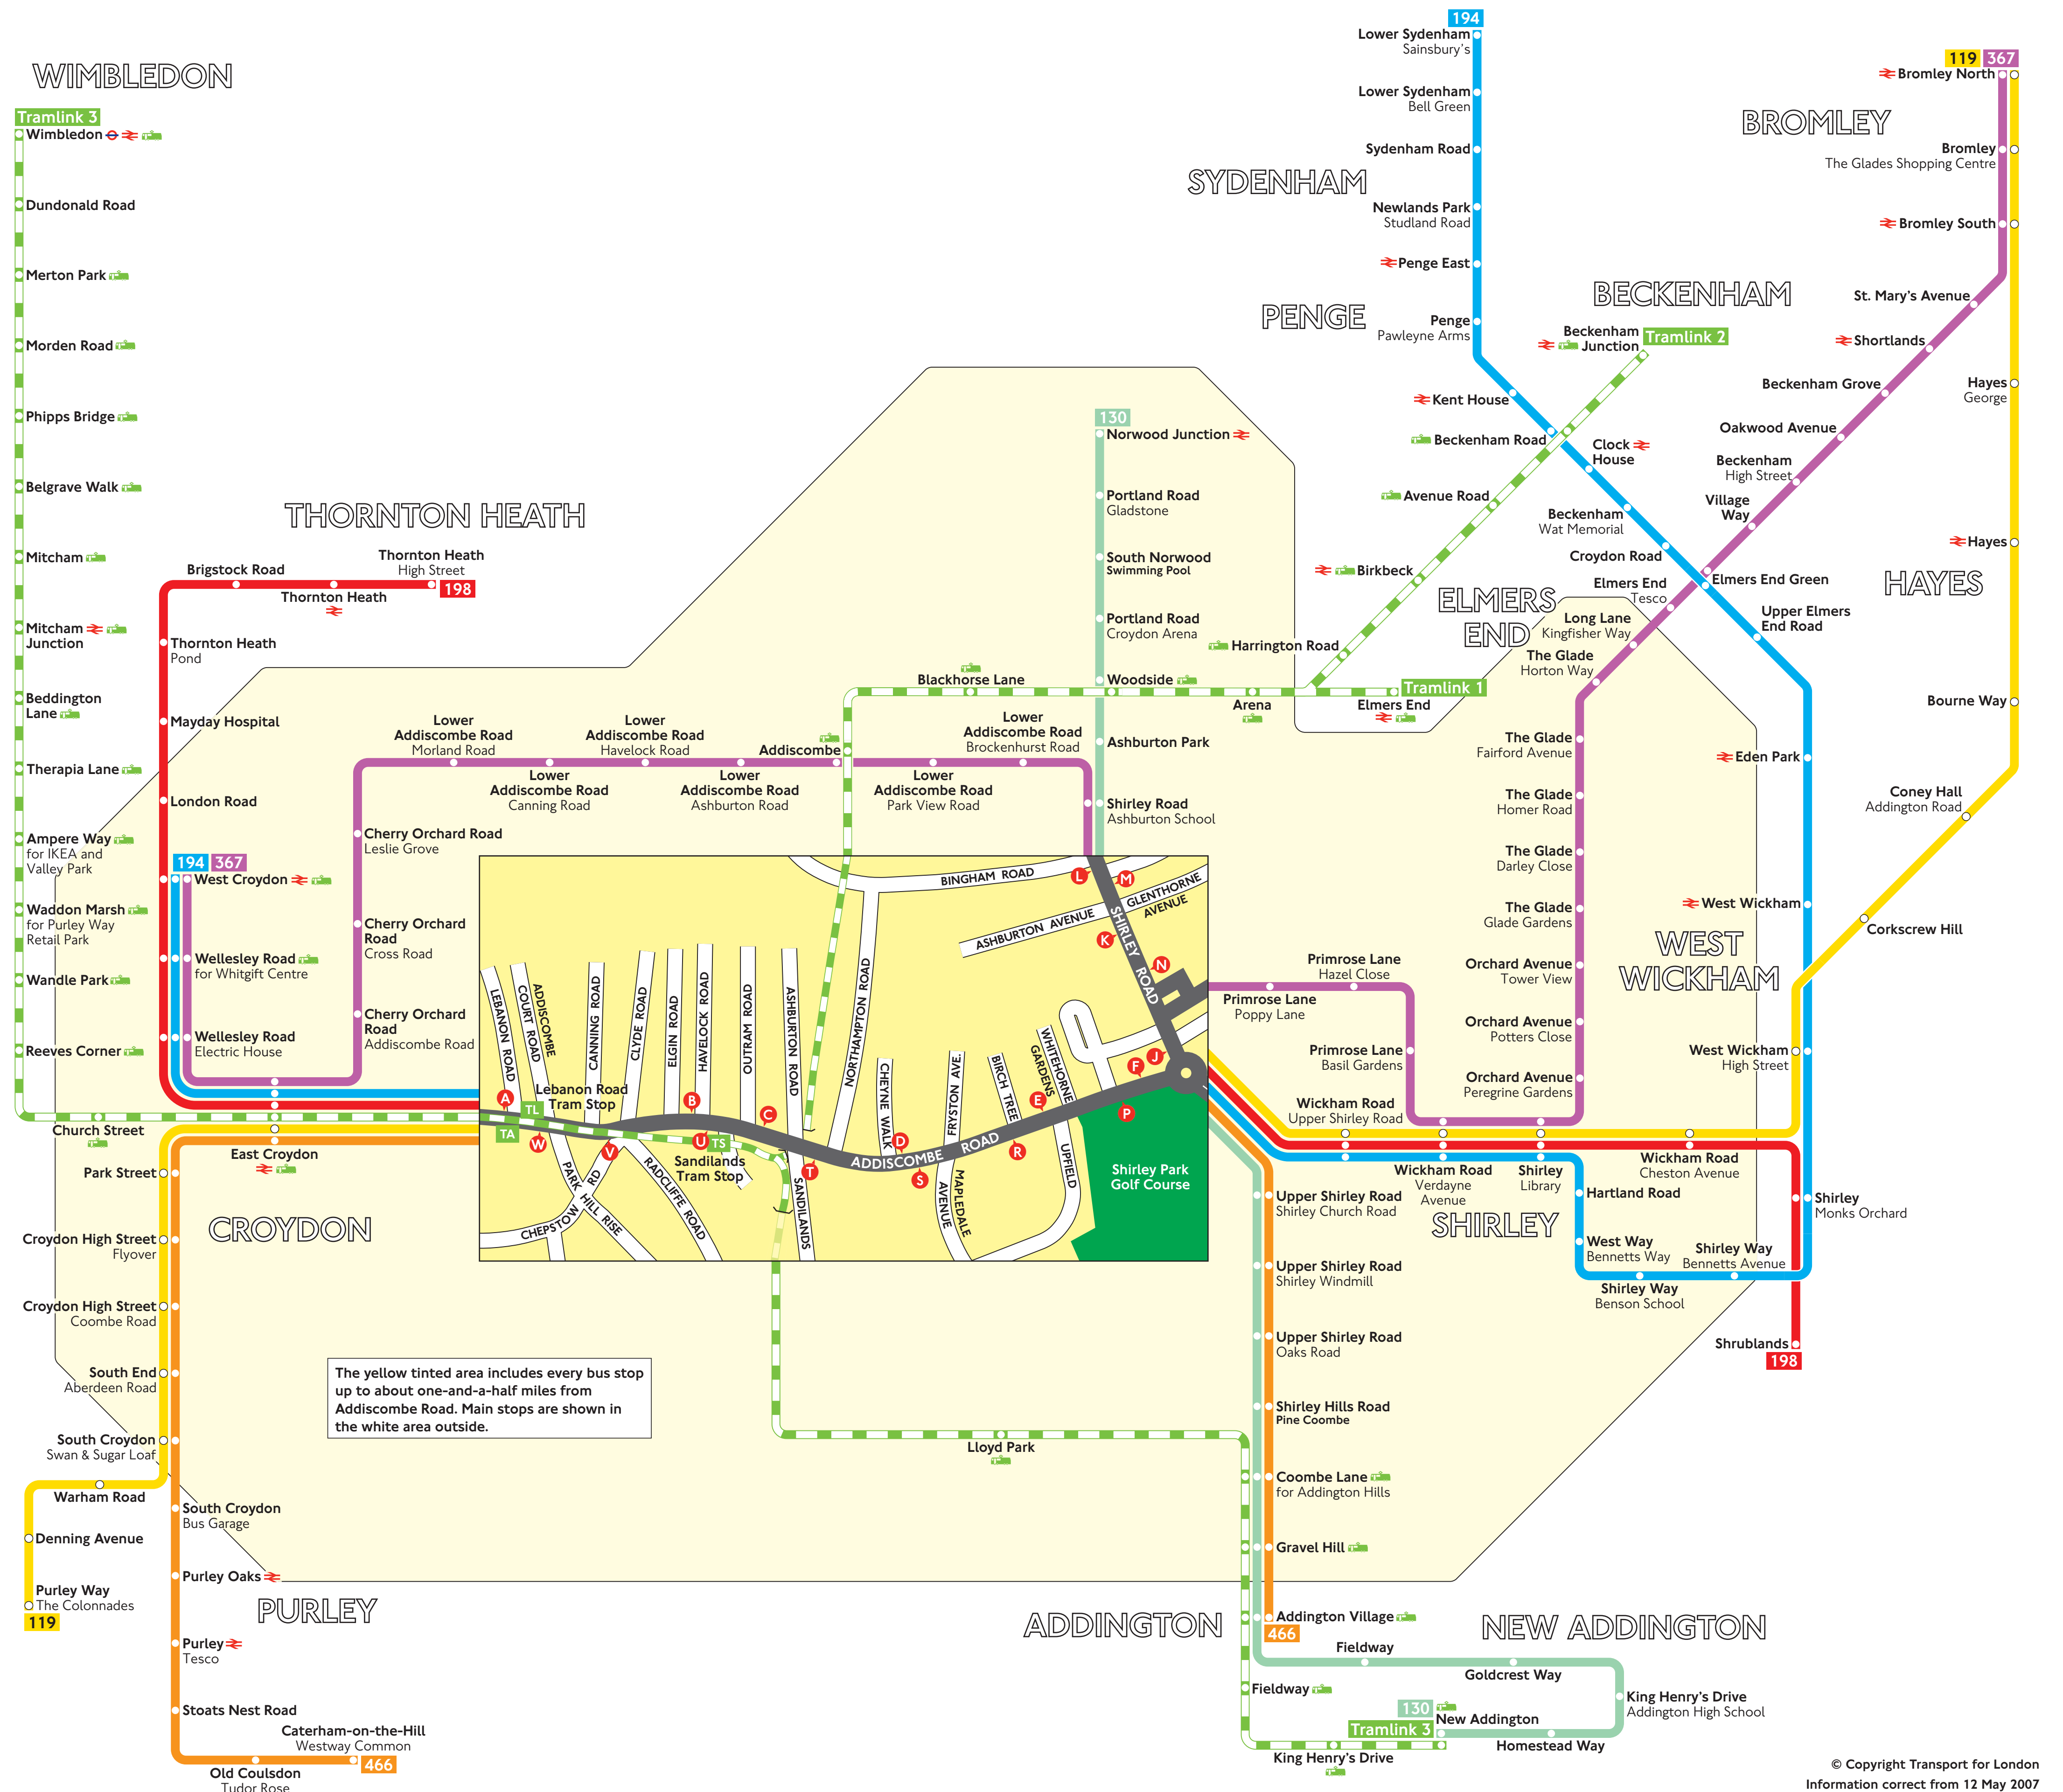 194
Lower Sydenham
Sainsbury's
Lower Sydenham
Bell Green
Sydenham Road
SYDENHAM
Newlands Park
Studland Road
Penge East
PENGE
Penge
Pawleyne Arms
Kent House
Beckenham Road
Clock
House
Avenue Road
Beckenham
Wat Memorial
Croydon Road
Birkbeck
119
367
Bromley North
BROMLEY
Bromley
The Glades Shopping Centre
Bromley South
BECKENHAM
St. Mary's Avenue
Beckenham
Junction
Tramlink 2
Shortlands
Beckenham Grove
Hayes
George
Oakwood Avenue
Beckenham
High Street
Village
Way
Hayes
HAYES
Elmers End Green
Elmers End
Tesco
Upper Elmers
End Road
ELMERS
END
Long Lane
Kingfisher Way
The Glade
Horton Way
Harrington Road
Tramlink 1
Elmers End
Arena
Bourne Way
The Glade
Fairford Avenue
Eden Park
The Glade
Homer Road
Coney Hall
Addington Road
The Glade
Darley Close
The Glade
Glade Gardens
West Wickham
Corkscrew Hill
WEST
WICKHAM
Orchard Avenue
Tower View
Orchard Avenue
Potters Close
West Wickham
High Street
Orchard Avenue
Peregrine Gardens
WIMBLEDON
Tramlink 3
Wimbledon
Dundonald Road
Merton Park
Morden Road
Phipps Bridge
Belgrave Walk
Mitcham
Mitcham
Junction
Beddington
Lane
Therapia Lane
Ampere Way
for IKEA and
Valley Park
Waddon Marsh
for Purley Way
Retail Park
Wandle Park
Reeves Corner
Church Street
THORNTON HEATH
Brigstock Road
Thornton Heath
High Street
198
Thornton Heath
Thornton Heath
Pond
Mayday Hospital
London Road
194
367
West Croydon
Wellesley Road
for Whitgift Centre
Wellesley Road
Electric House
East Croydon
Cherry Orchard Road
Leslie Grove
Cherry Orchard
Road
Cross Road
Cherry Orchard
Road
Addiscombe Road
Lower
Addiscombe Road
Morland Road
Lower
Addiscombe Road
Canning Road
Lower
Addiscombe Road
Havelock Road
Lower
Addiscombe Road
Ashburton Road
Addiscombe
Lower
Addiscombe Road
Park View Road
Lower
Addiscombe Road
Brockenhurst Road
Blackhorse Lane
130
Norwood Junction
Portland Road
Gladstone
South Norwood
Swimming Pool
Portland Road
Croydon Arena
Woodside
Ashburton Park
Shirley Road
Ashburton School
BINGHAM ROAD
L
M
GLENTHORNE
AVENUE
ASHBURTON AVENUE
K
SHIRLEY ROAD
N
LEBANON ROAD
ADDISCOMBE
COURT ROAD
CANNING ROAD
CLYDE ROAD
ELGIN ROAD
HAVELOCK ROAD
OUTRAM ROAD
ASHBURTON ROAD
NORTHAMPTON ROAD
CHEYNE WALK
FRYSTON AVE.
BIRCH TREE
WHITEHORNE
GARDENS
J
F
A
TL
Lebanon Road
Tram Stop
B
C
E
P
TA
W
V
U
TS
Sandilands
Tram Stop
T
D
S
R
ADDISCOMBE ROAD
CHEPSTOW RD
PARK HILL RISE
RADCLIFFE ROAD
SANDILANDS
MAPLEDALE
AVENUE
UPFIELD
Shirley Park
Golf Course
Primrose Lane
Hazel Close
Primrose Lane
Poppy Lane
Primrose Lane
Basil Gardens
Wickham Road
Upper Shirley Road
Wickham Road
Verdayne
Avenue
Shirley
Library
Wickham Road
Cheston Avenue
SHIRLEY
Hartland Road
West Way
Bennetts Way
Shirley Way
Benson School
Shirley Way
Bennetts Avenue
Shirley
Monks Orchard
Shrublands
198
CROYDON
Park Street
Croydon High Street
Flyover
Croydon High Street
Coombe Road
South End
Aberdeen Road
South Croydon
Swan & Sugar Loaf
Warham Road
Denning Avenue
Purley Way
The Colonnades
119
South Croydon
Bus Garage
Purley Oaks
PURLEY
Purley
Tesco
Stoats Nest Road
Caterham-on-the-Hill
Westway Common
466
Old Coulsdon
Tudor Rose
The yellow tinted area includes every bus stop
up to about one-and-a-half miles from
Addiscombe Road. Main stops are shown in
the white area outside.
Lloyd Park
Upper Shirley Road
Shirley Church Road
Upper Shirley Road
Shirley Windmill
Upper Shirley Road
Oaks Road
Shirley Hills Road
Pine Coombe
Coombe Lane
for Addington Hills
Gravel Hill
Addington Village
466
ADDINGTON
NEW ADDINGTON
Fieldway
Goldcrest Way
Fieldway
King Henry's Drive
Addington High School
130
New Addington
Tramlink 3
King Henry's Drive
Homestead Way
© Copyright Transport for London
Information correct from 12 May 2007